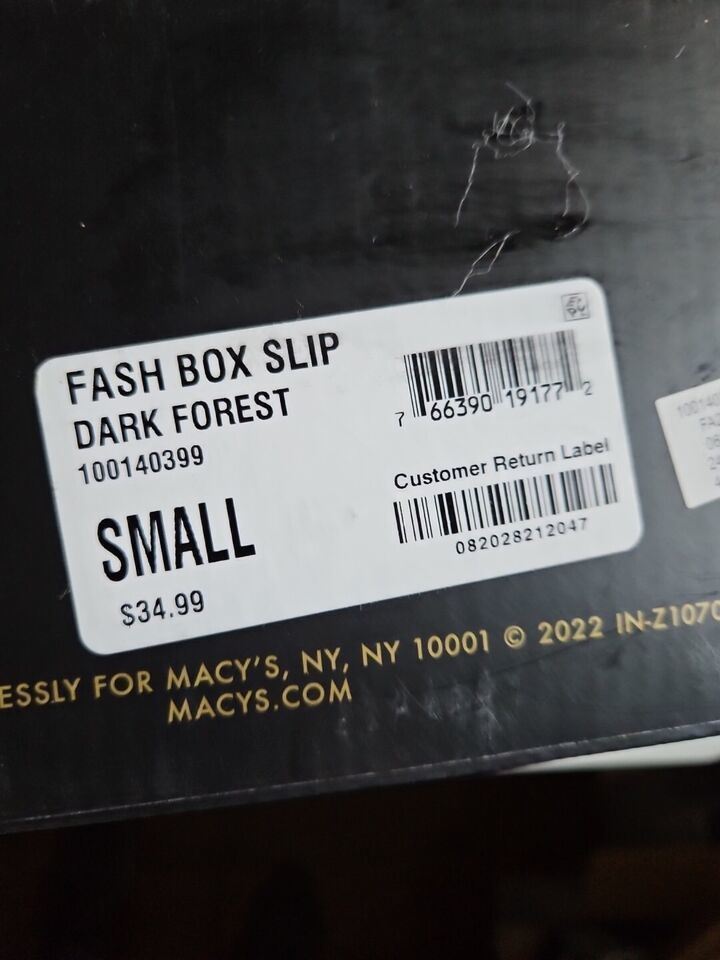 FASH BOX SLIP
DARK FOREST
100140399
SMALL
$34.99
7 66390 19177 2
Customer Return Label
082028212047
ESSLY FOR MACY'S, NY, NY 10001 © 2022 IN-Z1070
MACYS.COM